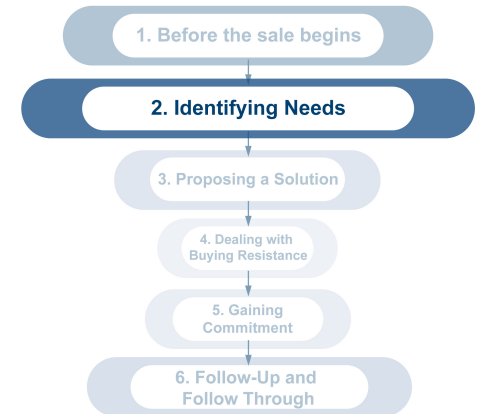 1. Before the sale begins
2. Identifying Needs
3. Proposing a Solution
4. Dealing with
Buying Resistance
5. Gaining
Commitment
6. Follow-Up and
Follow Through